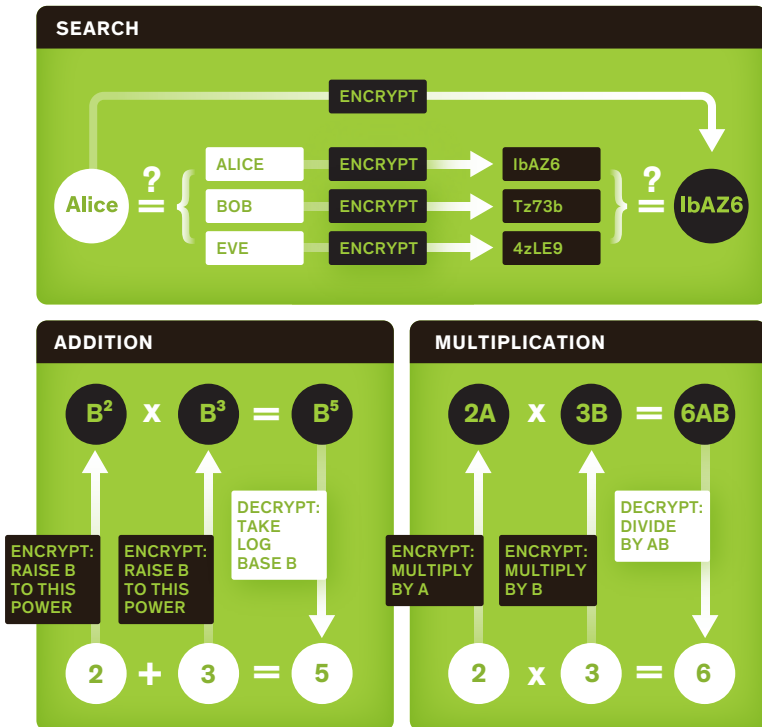 SEARCH
ENCRYPT
Alice
?
=
{
ALICE
ENCRYPT
IbAZ6
BOB
ENCRYPT
Tz73b
EVE
ENCRYPT
4zLE9
}
?
=
IbAZ6
ADDITION
B² x B³ = B⁵
ENCRYPT:
RAISE B
TO THIS
POWER
ENCRYPT:
RAISE B
TO THIS
POWER
DECRYPT:
TAKE
LOG
BASE B
2 + 3 = 5
MULTIPLICATION
2A x 3B = 6AB
ENCRYPT:
MULTIPLY
BY A
ENCRYPT:
MULTIPLY
BY B
DECRYPT:
DIVIDE
BY AB
2 x 3 = 6